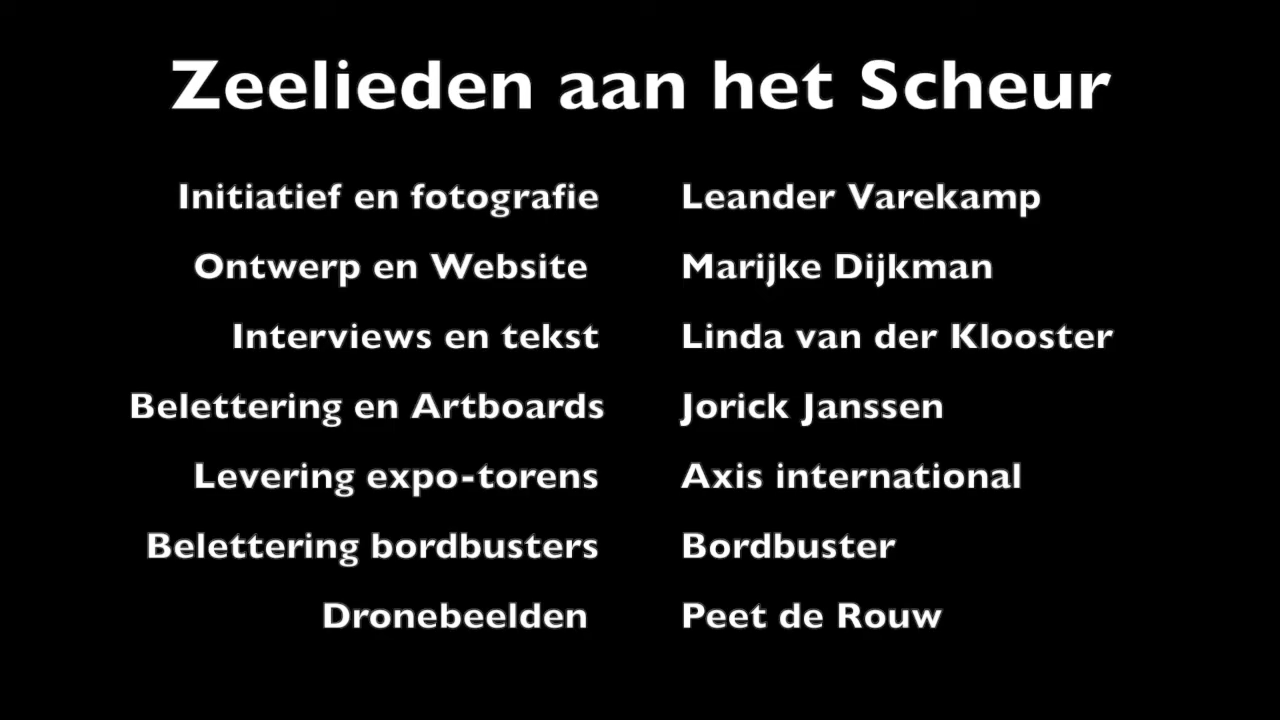 Zeelieden aan het Scheur
Initiatief en fotografie Leander Varekamp
Ontwerp en Website Marijke Dijkman
Interviews en tekst Linda van der Klooster
Belettering en Artboards Jorick Janssen
Levering expo-torens Axis international
Belettering bordbusters Bordbuster
Dronebeelden Peet de Rouw